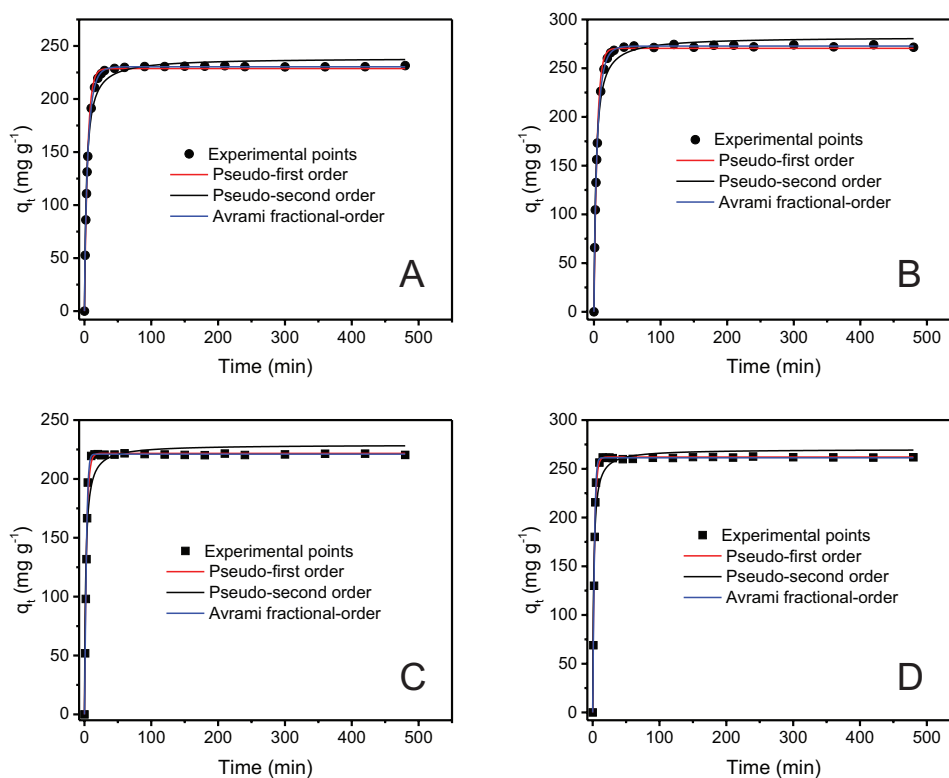 300
250
200
150
100
50
0
q_t (mg g^-1)
Experimental points
Pseudo-first order
Pseudo-second order
Avrami fractional-order
A
0 100 200 300 400 500
Time (min)
300
250
200
150
100
50
0
q_t (mg g^-1)
Experimental points
Pseudo-first order
Pseudo-second order
Avrami fractional-order
B
0 100 200 300 400 500
Time (min)
250
200
150
100
50
0
q_t (mg g^-1)
Experimental points
Pseudo-first order
Pseudo-second order
Avrami fractional-order
C
0 100 200 300 400 500
Time (min)
300
250
200
150
100
50
0
q_t (mg g^-1)
Experimental points
Pseudo-first order
Pseudo-second order
Avrami fractional-order
D
0 100 200 300 400 500
Time (min)